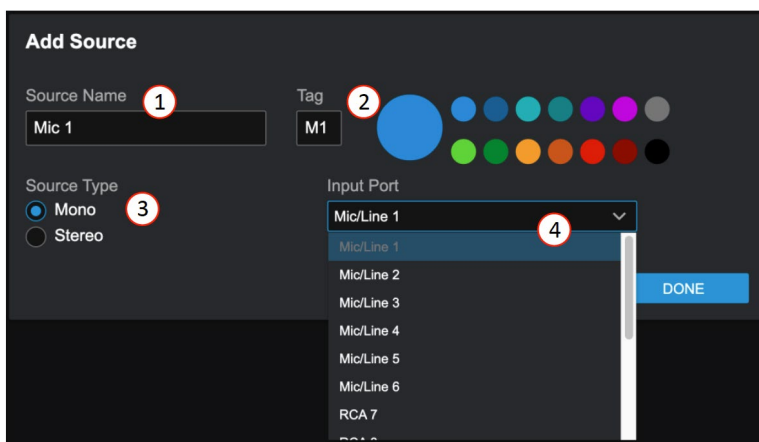 Add Source
Source Name
1
Tag
2
Mic 1
M1
Source Type
Mono
3
Stereo
Input Port
Mic/Line 1
4
Mic/Line 1
Mic/Line 2
Mic/Line 3
DONE
Mic/Line 4
Mic/Line 5
Mic/Line 6
RCA 7